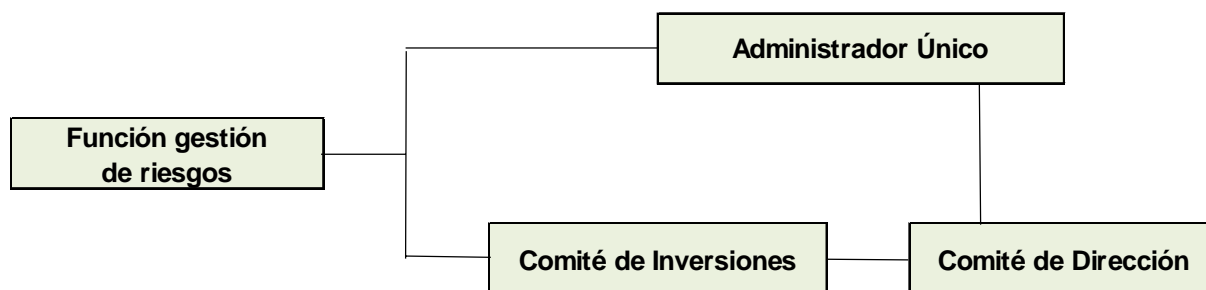 Administrador Único
Función gestión
de riesgos
Comité de Inversiones
Comité de Dirección